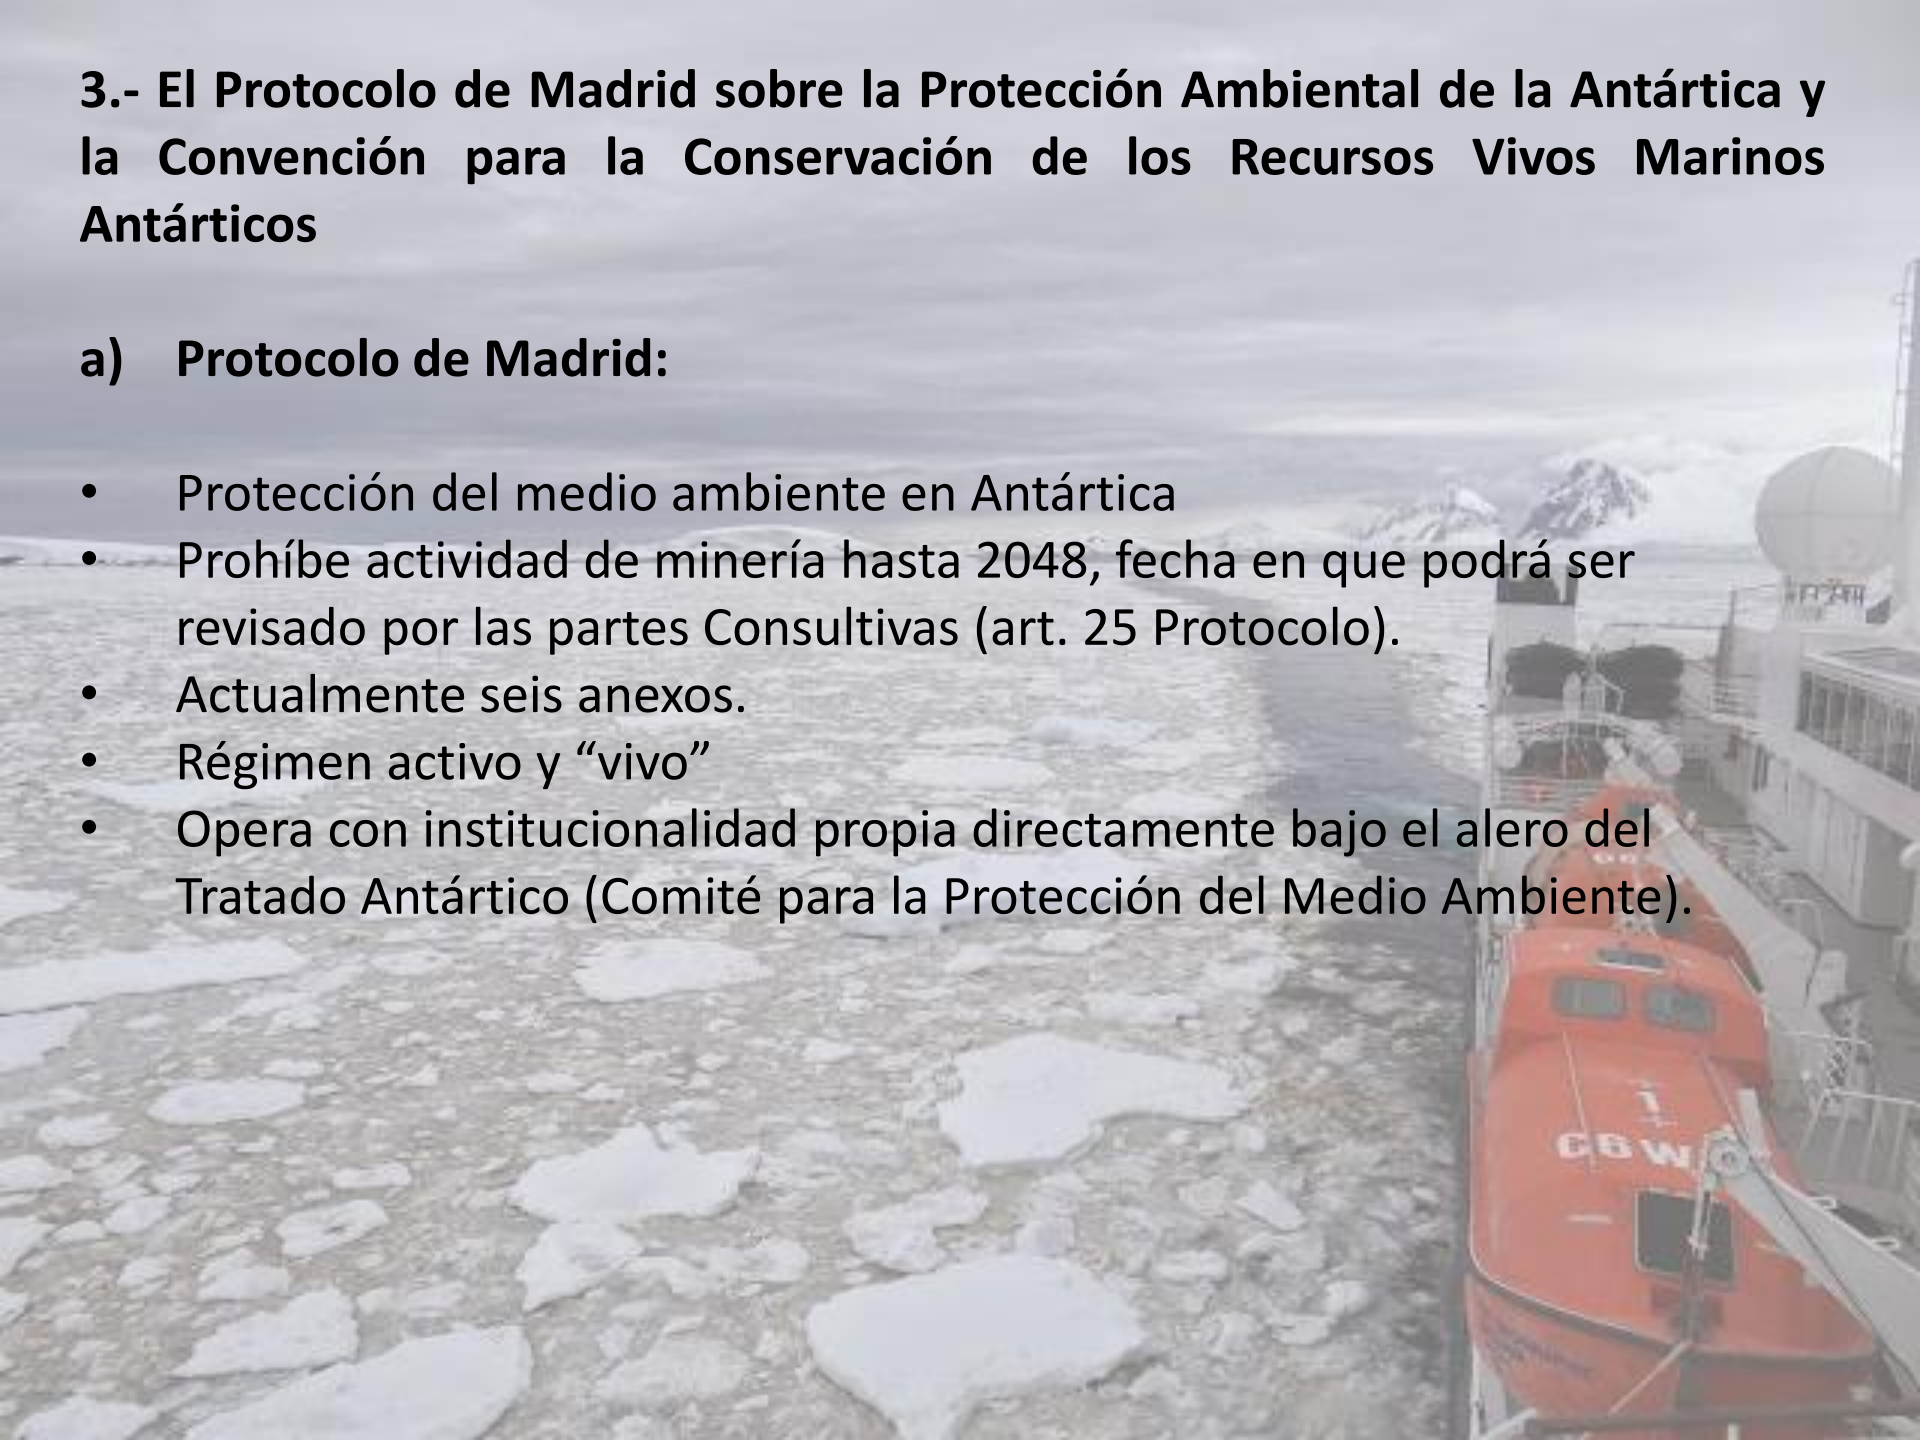 3.- El Protocolo de Madrid sobre la Protección Ambiental de la Antártica y
la Convención para la Conservación de los Recursos Vivos Marinos
Antárticos
a) Protocolo de Madrid:
• Protección del medio ambiente en Antártica
• Prohíbe actividad de minería hasta 2048, fecha en que podrá ser
revisado por las partes Consultivas (art. 25 Protocolo).
• Actualmente seis anexos.
• Régimen activo y “vivo”
• Opera con institucionalidad propia directamente bajo el alero del
Tratado Antártico (Comité para la Protección del Medio Ambiente).
1